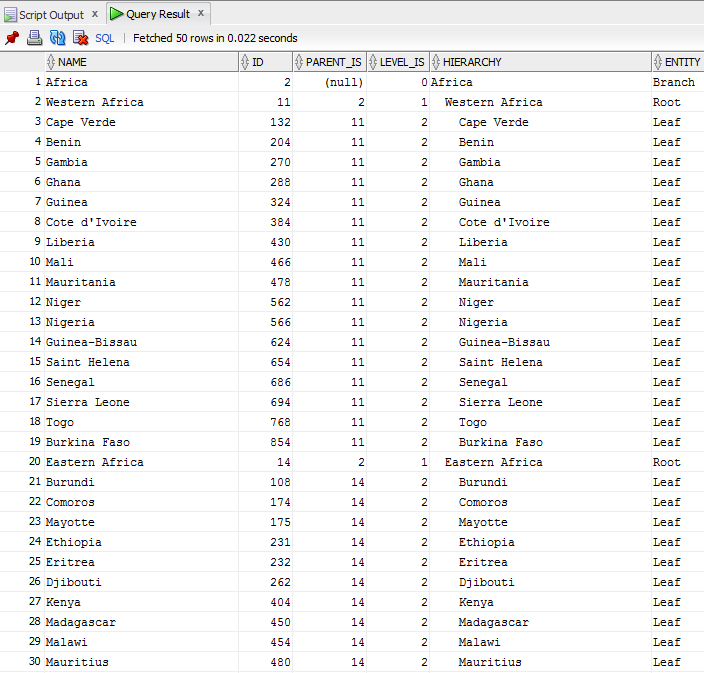 Script Output x Query Result x
SQL | Fetched 50 rows in 0.022 seconds
NAME ID PARENT_IS LEVEL_IS HIERARCHY ENTITY
1 Africa 2 (null) 0 Africa Branch
2 Western Africa 11 2 1 Western Africa Root
3 Cape Verde 132 11 2 Cape Verde Leaf
4 Benin 204 11 2 Benin Leaf
5 Gambia 270 11 2 Gambia Leaf
6 Ghana 288 11 2 Ghana Leaf
7 Guinea 324 11 2 Guinea Leaf
8 Cote d'Ivoire 384 11 2 Cote d'Ivoire Leaf
9 Liberia 430 11 2 Liberia Leaf
10 Mali 466 11 2 Mali Leaf
11 Mauritania 478 11 2 Mauritania Leaf
12 Niger 562 11 2 Niger Leaf
13 Nigeria 566 11 2 Nigeria Leaf
14 Guinea-Bissau 624 11 2 Guinea-Bissau Leaf
15 Saint Helena 654 11 2 Saint Helena Leaf
16 Senegal 686 11 2 Senegal Leaf
17 Sierra Leone 694 11 2 Sierra Leone Leaf
18 Togo 768 11 2 Togo Leaf
19 Burkina Faso 854 11 2 Burkina Faso Leaf
20 Eastern Africa 14 2 1 Eastern Africa Root
21 Burundi 108 14 2 Burundi Leaf
22 Comoros 174 14 2 Comoros Leaf
23 Mayotte 175 14 2 Mayotte Leaf
24 Ethiopia 231 14 2 Ethiopia Leaf
25 Eritrea 232 14 2 Eritrea Leaf
26 Djibouti 262 14 2 Djibouti Leaf
27 Kenya 404 14 2 Kenya Leaf
28 Madagascar 450 14 2 Madagascar Leaf
29 Malawi 454 14 2 Malawi Leaf
30 Mauritius 480 14 2 Mauritius Leaf